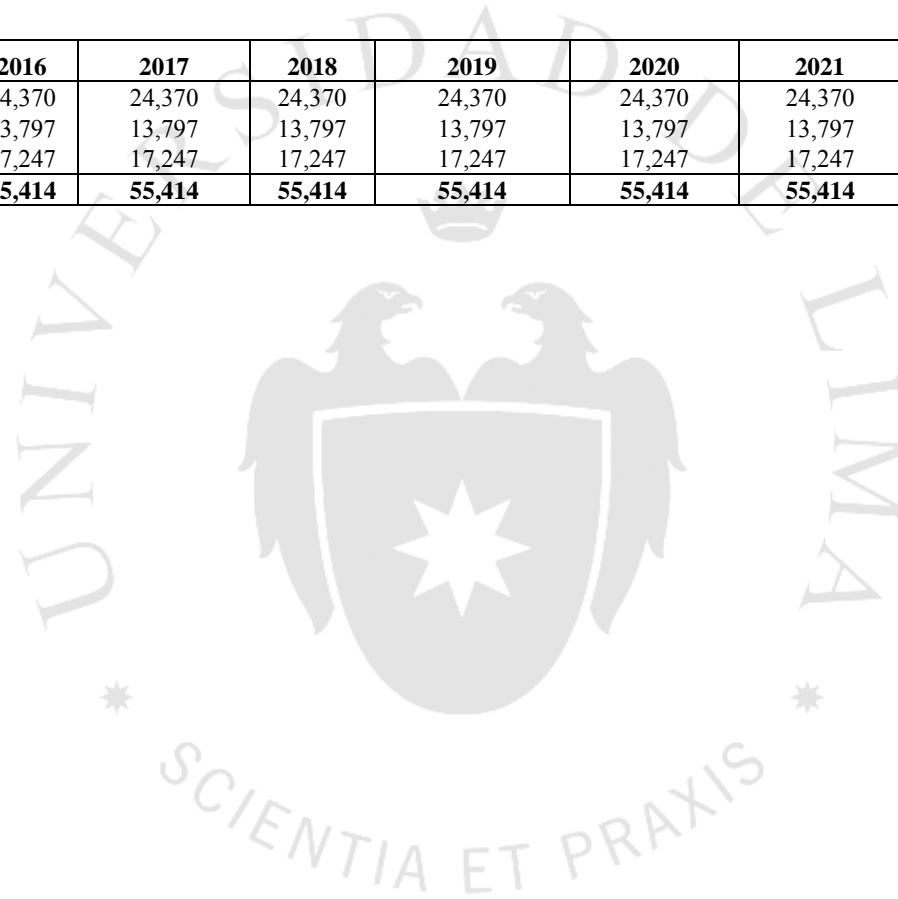 2016 2017 2018 2019 2020 2021
4,370 24,370 24,370 24,370 24,370 24,370
3,797 13,797 13,797 13,797 13,797 13,797
7,247 17,247 17,247 17,247 17,247 17,247
5,414 55,414 55,414 55,414 55,414 55,414
UNIVERSIDAD DE LIMA
SCIENTIA ET PRAXIS